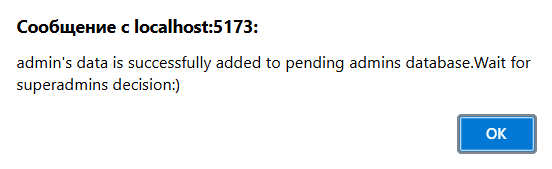 Сообщение с localhost:5173:
admin's data is successfully added to pending admins database.Wait for
superadmins decision:)
OK